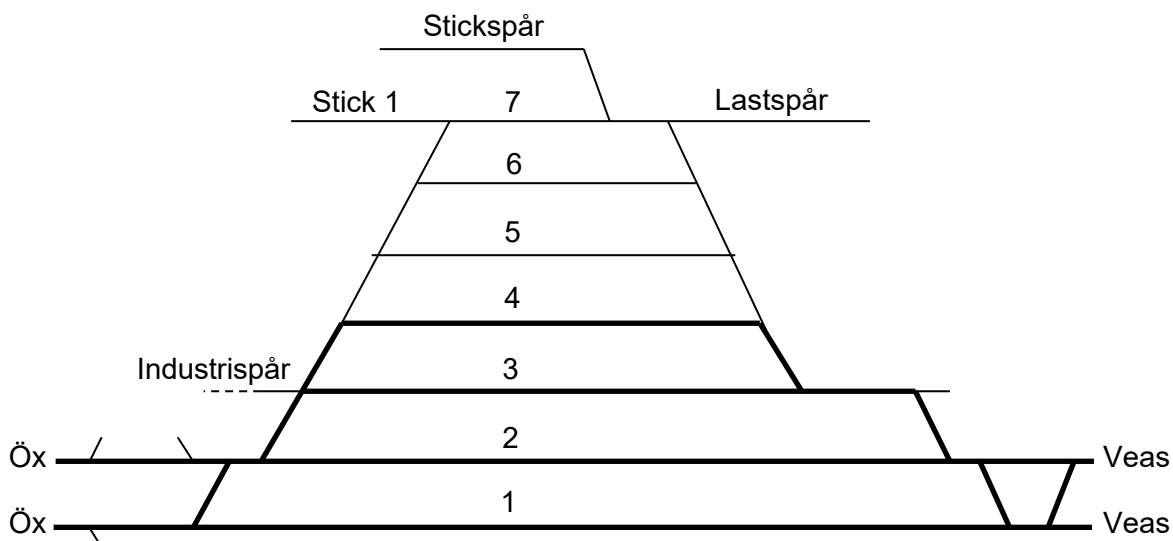 Stickspår
Stick 1 7 Lastspår
6
5
4
Industrispår 3
2
Öx Veas
1
Öx Veas